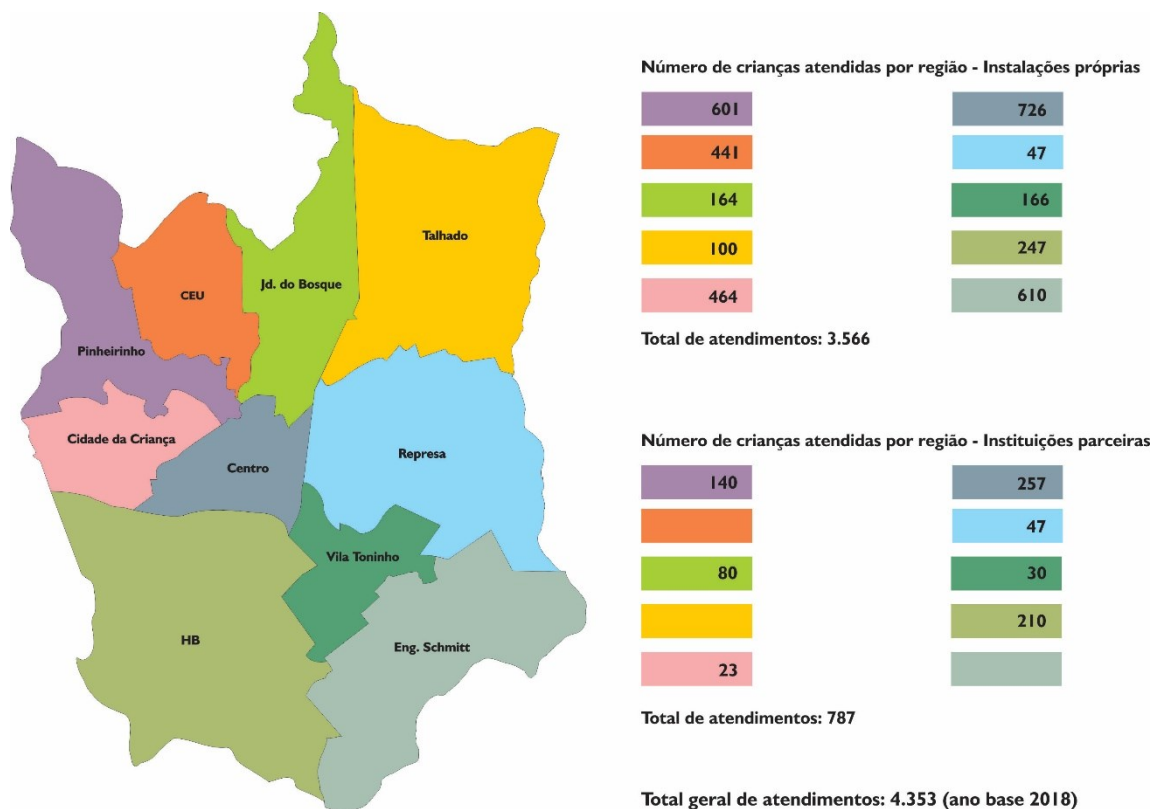 Talhado
Jd. do Bosque
CEU
Pinheirinho
Cidade da Criança
Centro
Represa
Vila Toninho
HB
Eng. Schmitt
Número de crianças atendidas por região - Instalações próprias
601 726
441 47
164 166
100 247
464 610
Total de atendimentos: 3.566
Número de crianças atendidas por região - Instituições parceiras
140 257
47
80 30
210
23
Total de atendimentos: 787
Total geral de atendimentos: 4.353 (ano base 2018)